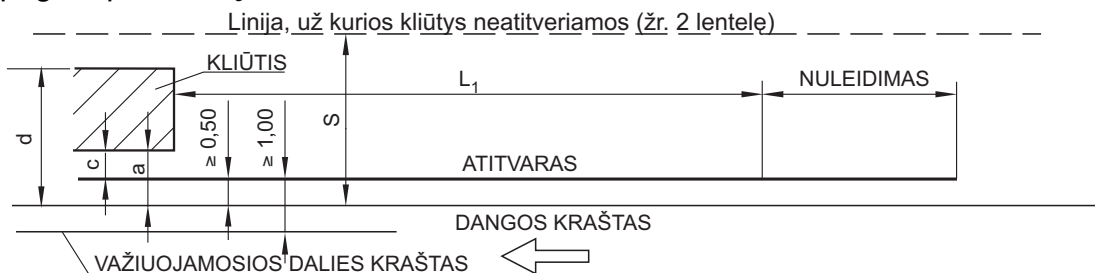 Linija, už kurios kliūtys neatitveriamos (žr. 2 lentelę)
KLIŪTIS
L1
NULEIDIMAS
d
c
a
≥ 0,50
≥ 1,00
S
ATITVARAS
DANGOS KRAŠTAS
VAŽIUOJAMOSIOS DALIES KRAŠTAS